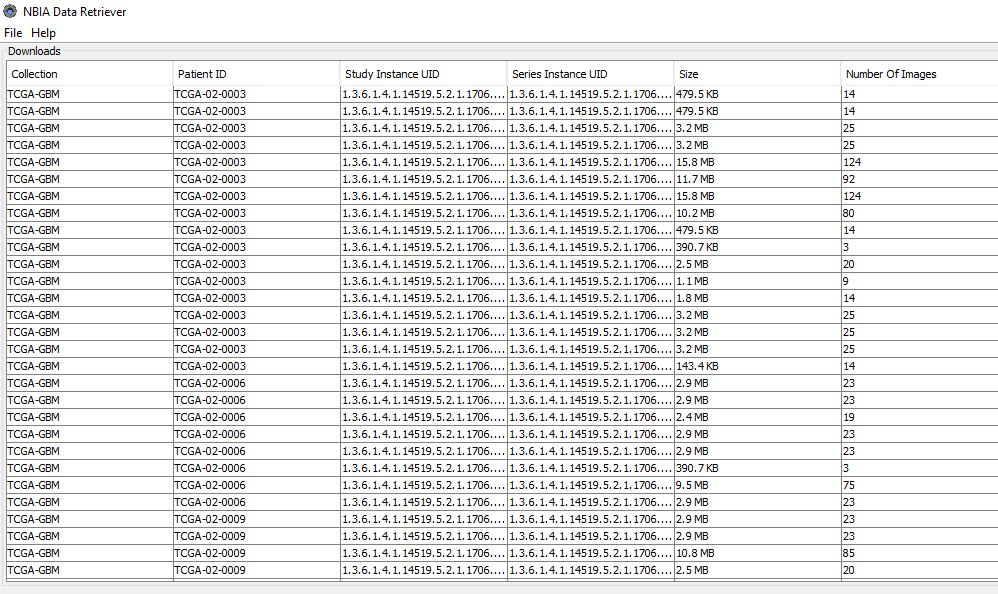 NBIA Data Retriever
File Help
Downloads
Collection Patient ID Study Instance UID Series Instance UID Size Number Of Images
TCGA-GBM TCGA-02-0003 1.3.6.1.4.1.14519.5.2.1.1706.... 1.3.6.1.4.1.14519.5.2.1.1706.... 479.5 KB 14
TCGA-GBM TCGA-02-0003 1.3.6.1.4.1.14519.5.2.1.1706.... 1.3.6.1.4.1.14519.5.2.1.1706.... 479.5 KB 14
TCGA-GBM TCGA-02-0003 1.3.6.1.4.1.14519.5.2.1.1706.... 1.3.6.1.4.1.14519.5.2.1.1706.... 3.2 MB 25
TCGA-GBM TCGA-02-0003 1.3.6.1.4.1.14519.5.2.1.1706.... 1.3.6.1.4.1.14519.5.2.1.1706.... 3.2 MB 25
TCGA-GBM TCGA-02-0003 1.3.6.1.4.1.14519.5.2.1.1706.... 1.3.6.1.4.1.14519.5.2.1.1706.... 15.8 MB 124
TCGA-GBM TCGA-02-0003 1.3.6.1.4.1.14519.5.2.1.1706.... 1.3.6.1.4.1.14519.5.2.1.1706.... 11.7 MB 92
TCGA-GBM TCGA-02-0003 1.3.6.1.4.1.14519.5.2.1.1706.... 1.3.6.1.4.1.14519.5.2.1.1706.... 15.8 MB 124
TCGA-GBM TCGA-02-0003 1.3.6.1.4.1.14519.5.2.1.1706.... 1.3.6.1.4.1.14519.5.2.1.1706.... 10.2 MB 80
TCGA-GBM TCGA-02-0003 1.3.6.1.4.1.14519.5.2.1.1706.... 1.3.6.1.4.1.14519.5.2.1.1706.... 479.5 KB 14
TCGA-GBM TCGA-02-0003 1.3.6.1.4.1.14519.5.2.1.1706.... 1.3.6.1.4.1.14519.5.2.1.1706.... 390.7 KB 3
TCGA-GBM TCGA-02-0003 1.3.6.1.4.1.14519.5.2.1.1706.... 1.3.6.1.4.1.14519.5.2.1.1706.... 2.5 MB 20
TCGA-GBM TCGA-02-0003 1.3.6.1.4.1.14519.5.2.1.1706.... 1.3.6.1.4.1.14519.5.2.1.1706.... 1.1 MB 9
TCGA-GBM TCGA-02-0003 1.3.6.1.4.1.14519.5.2.1.1706.... 1.3.6.1.4.1.14519.5.2.1.1706.... 1.8 MB 14
TCGA-GBM TCGA-02-0003 1.3.6.1.4.1.14519.5.2.1.1706.... 1.3.6.1.4.1.14519.5.2.1.1706.... 3.2 MB 25
TCGA-GBM TCGA-02-0003 1.3.6.1.4.1.14519.5.2.1.1706.... 1.3.6.1.4.1.14519.5.2.1.1706.... 3.2 MB 25
TCGA-GBM TCGA-02-0003 1.3.6.1.4.1.14519.5.2.1.1706.... 1.3.6.1.4.1.14519.5.2.1.1706.... 3.2 MB 25
TCGA-GBM TCGA-02-0003 1.3.6.1.4.1.14519.5.2.1.1706.... 1.3.6.1.4.1.14519.5.2.1.1706.... 143.4 KB 14
TCGA-GBM TCGA-02-0006 1.3.6.1.4.1.14519.5.2.1.1706.... 1.3.6.1.4.1.14519.5.2.1.1706.... 2.9 MB 23
TCGA-GBM TCGA-02-0006 1.3.6.1.4.1.14519.5.2.1.1706.... 1.3.6.1.4.1.14519.5.2.1.1706.... 2.9 MB 23
TCGA-GBM TCGA-02-0006 1.3.6.1.4.1.14519.5.2.1.1706.... 1.3.6.1.4.1.14519.5.2.1.1706.... 2.4 MB 19
TCGA-GBM TCGA-02-0006 1.3.6.1.4.1.14519.5.2.1.1706.... 1.3.6.1.4.1.14519.5.2.1.1706.... 2.9 MB 23
TCGA-GBM TCGA-02-0006 1.3.6.1.4.1.14519.5.2.1.1706.... 1.3.6.1.4.1.14519.5.2.1.1706.... 2.9 MB 23
TCGA-GBM TCGA-02-0006 1.3.6.1.4.1.14519.5.2.1.1706.... 1.3.6.1.4.1.14519.5.2.1.1706.... 390.7 KB 3
TCGA-GBM TCGA-02-0006 1.3.6.1.4.1.14519.5.2.1.1706.... 1.3.6.1.4.1.14519.5.2.1.1706.... 9.5 MB 75
TCGA-GBM TCGA-02-0006 1.3.6.1.4.1.14519.5.2.1.1706.... 1.3.6.1.4.1.14519.5.2.1.1706.... 2.9 MB 23
TCGA-GBM TCGA-02-0009 1.3.6.1.4.1.14519.5.2.1.1706.... 1.3.6.1.4.1.14519.5.2.1.1706.... 2.9 MB 23
TCGA-GBM TCGA-02-0009 1.3.6.1.4.1.14519.5.2.1.1706.... 1.3.6.1.4.1.14519.5.2.1.1706.... 2.9 MB 23
TCGA-GBM TCGA-02-0009 1.3.6.1.4.1.14519.5.2.1.1706.... 1.3.6.1.4.1.14519.5.2.1.1706.... 10.8 MB 85
TCGA-GBM TCGA-02-0009 1.3.6.1.4.1.14519.5.2.1.1706.... 1.3.6.1.4.1.14519.5.2.1.1706.... 2.5 MB 20